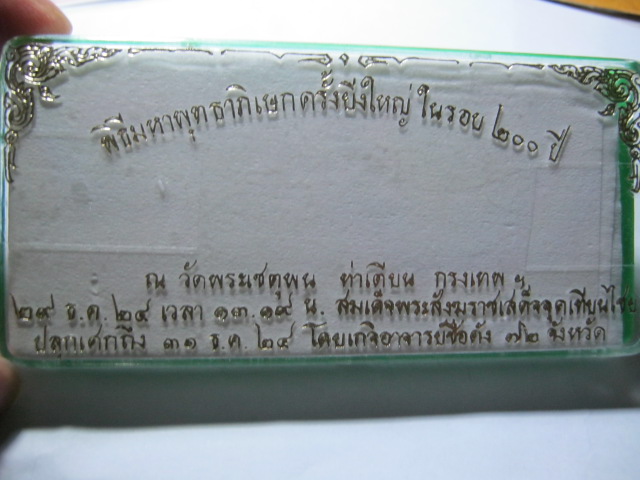 พิธีมหาพุทธาภิเษกครั้งยิ่งใหญ่ ในรอบ ๒๐๐ ปี
ณ วัดพระเชตุพน ท่าเตียน กรุงเทพฯ
๒๙ ธ.ค. ๒๔ เวลา ๑๓.๑๙ น. สมเด็จพระสังฆราชเสด็จจุดเทียนไชย
ปลุกเศกถึง ๓๑ ธ.ค. ๒๔ โดยเกจิอาจารย์ชื่อดัง ๗๒ จังหวัด